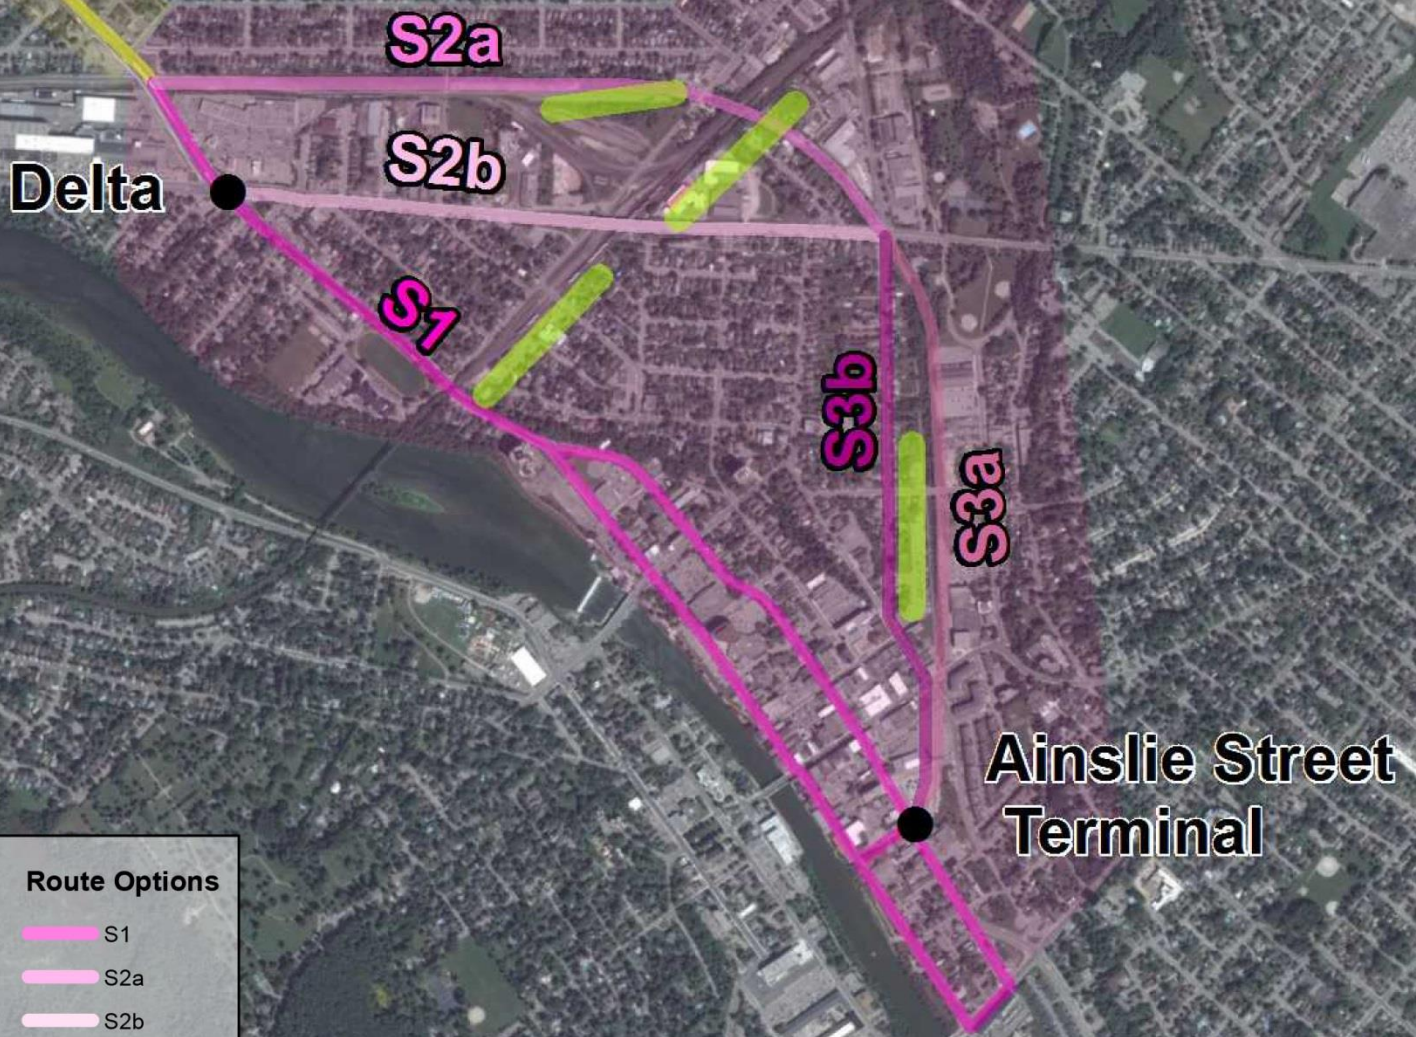 S2a
S2b
Delta
S1
S3b
S3a
Ainslie Street
Terminal
Route Options
S1
S2a
S2b